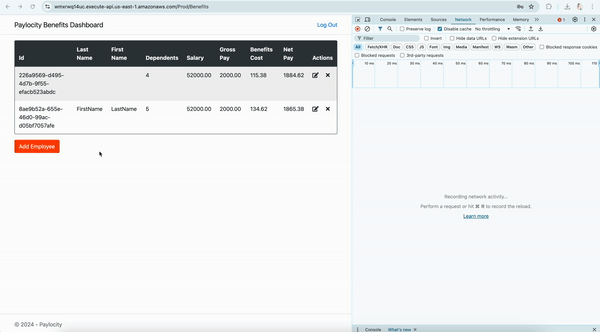 wmxrwq14uc.execute-api.us-east-1.amazonaws.com/Prod/Benefits
Paylocity Benefits Dashboard
Log Out
Id Last Name First Name Dependents Salary Gross Pay Benefits Cost Net Pay Actions
226a9569-d495-4d7b-9f55-efacb523abdc 4 52000.00 2000.00 115.38 1884.62
8ae9b52a-655e-46d0-99ac-d05bf7057afe FirstName LastName 5 52000.00 2000.00 134.62 1865.38
Add Employee
© 2024 - Paylocity
Elements Console Sources Network Performance Memory Application
Preserve log Disable cache No throttling
Filter Invert Hide data URLs Hide extension URLs
All Fetch/XHR Doc CSS JS Font Img Media Manifest WS Wasm Other Blocked response cookies
Blocked requests 3rd-party requests
10 ms 20 ms 30 ms 40 ms 50 ms 60 ms 70 ms 80 ms 90 ms 100 ms 110
Recording network activity...
Perform a request or hit ⌘ R to record the reload.
Learn more
Console What's new